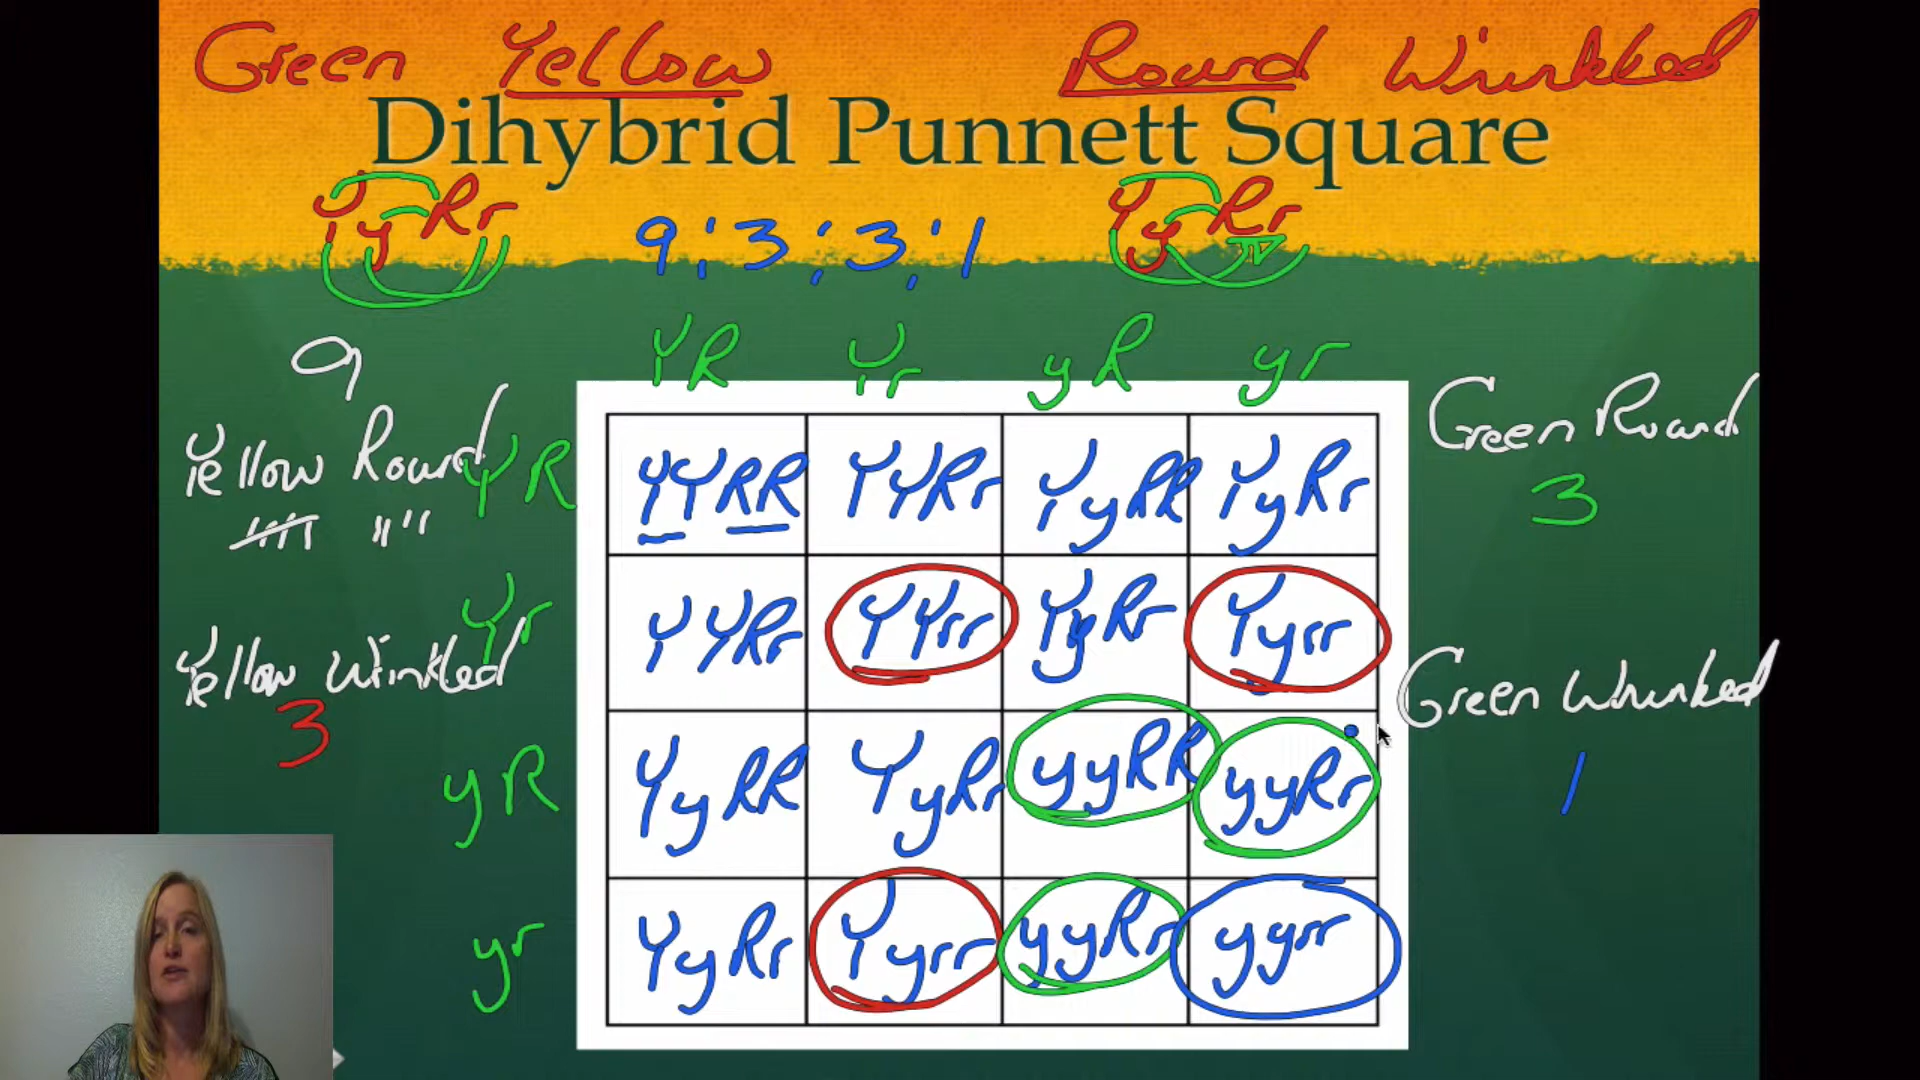 Green Yellow Round Wrinkled
Dihybrid Punnett Square
YyRr 9:3:3:1 YyRr
YR Yr yR yr
9
Yellow Round
Green Round
3
YR YYRR YYRr YyRR YyRr
Yr YYRr YYrr YyRr Yyrr
Yellow Wrinkled
3
Green Wrinkled
1
yR YyRR YyRr yyRR yyRr
yr YyRr Yyrr yyRr yyrr